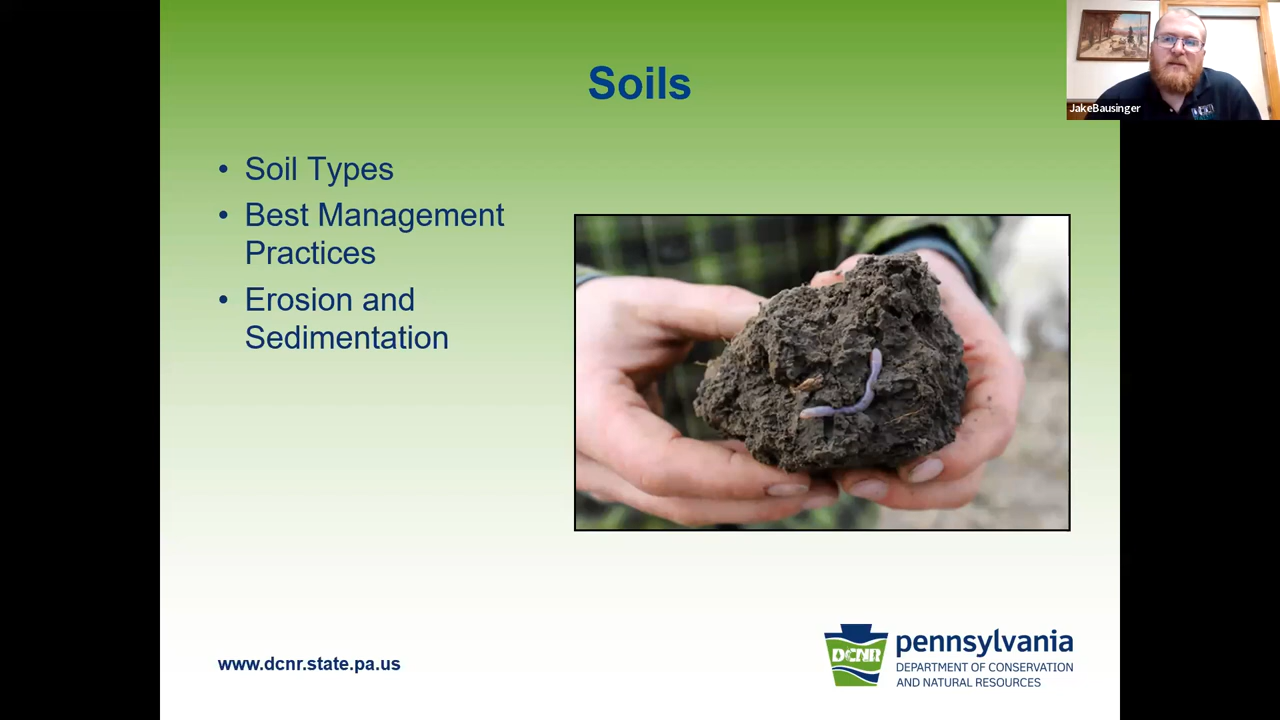 Soils
JakeBausinger
• Soil Types
• Best Management
Practices
• Erosion and
Sedimentation
www.dcnr.state.pa.us
DCNR
pennsylvania
DEPARTMENT OF CONSERVATION
AND NATURAL RESOURCES